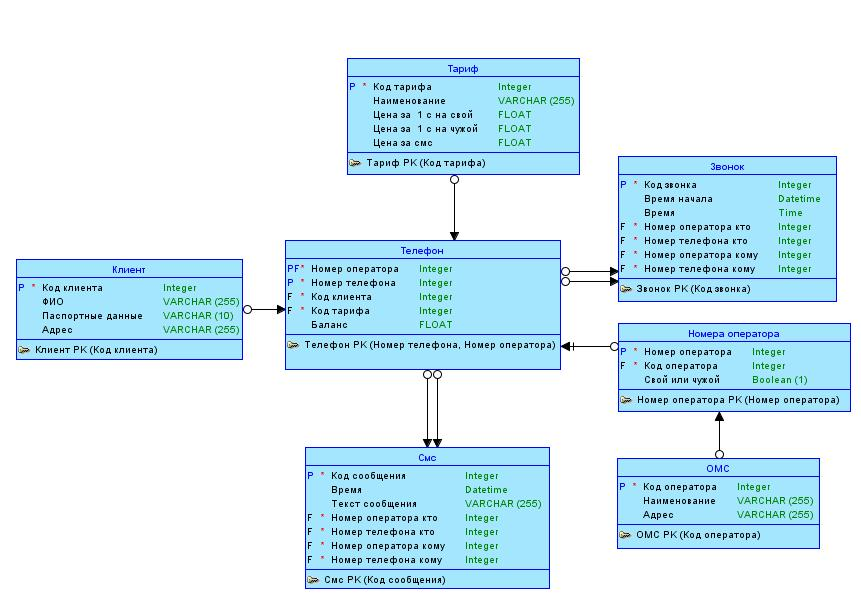 Тариф
P * Код тарифа Integer
Наименование VARCHAR (255)
Цена за 1 с на свой FLOAT
Цена за 1 с на чужой FLOAT
Цена за смс FLOAT
Тариф PK (Код тарифа)
Звонок
P * Код звонка Integer
Время начала Datetime
Время Time
F * Номер оператора кто Integer
F * Номер телефона кто Integer
F * Номер оператора кому Integer
F * Номер телефона кому Integer
Звонок PK (Код звонка)
Телефон
PF* Номер оператора Integer
P * Номер телефона Integer
F * Код клиента Integer
F * Код тарифа Integer
Баланс FLOAT
Телефон PK (Номер телефона, Номер оператора)
Клиент
P * Код клиента Integer
ФИО VARCHAR (255)
Паспортные данные VARCHAR (10)
Адрес VARCHAR (255)
Клиент PK (Код клиента)
Номера оператора
P * Номер оператора Integer
F * Код оператора Integer
Свой или чужой Boolean (1)
Номер оператора PK (Номер оператора)
Смс
P * Код сообщения Integer
Время Datetime
Текст сообщения VARCHAR (255)
F * Номер оператора кто Integer
F * Номер телефона кто Integer
F * Номер оператора кому Integer
F * Номер телефона кому Integer
Смс PK (Код сообщения)
ОМС
P * Код оператора Integer
Наименование VARCHAR (255)
Адрес VARCHAR (255)
ОМС PK (Код оператора)